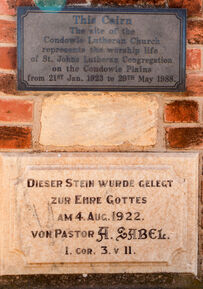 This Cairn
The site of the
Condowie Lutheran Church
represents the worship life
of St. Johns Lutheran Congregation
on the Condowie Plains
from 21ST Jan. 1923 to 29TH May 1988.
DIESER STEIN WURDE GELEGT
ZUR EHRE GOTTES
AM 4. AUG. 1922.
VON PASTOR A. SABEL.
1. COR. 3. V 11.